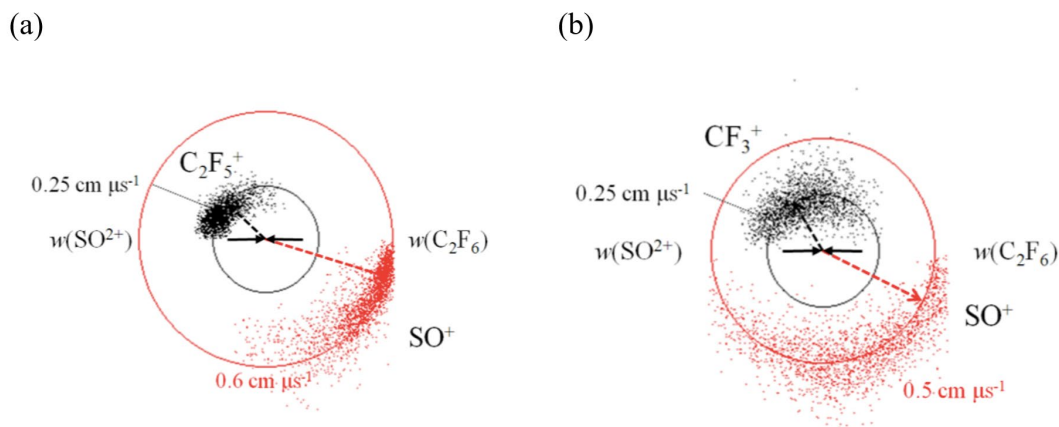 (a)
(b)
C₂F₅⁺
0.25 cm μs⁻¹
w(SO²⁺)
w(C₂F₆)
SO⁺
0.6 cm μs⁻¹
CF₃⁺
0.25 cm μs⁻¹
w(SO²⁺)
w(C₂F₆)
SO⁺
0.5 cm μs⁻¹